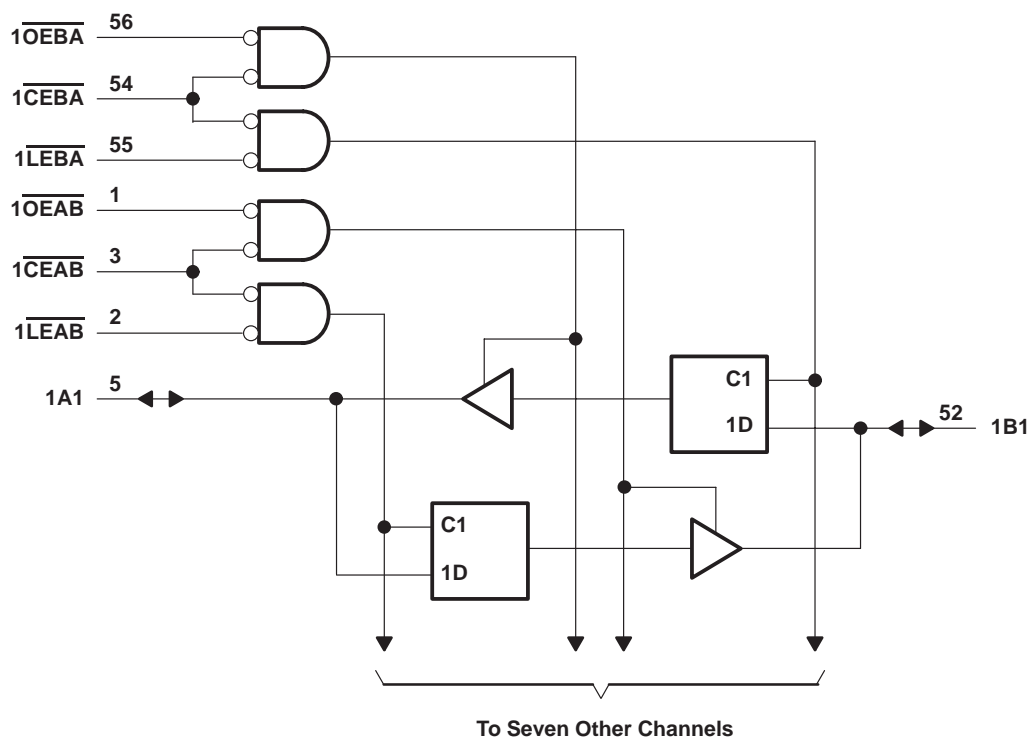 1OEBA 56
1CEBA 54
1LEBA 55
1OEAB 1
1CEAB 3
1LEAB 2
1A1 5
C1
1D
52 1B1
C1
1D
To Seven Other Channels